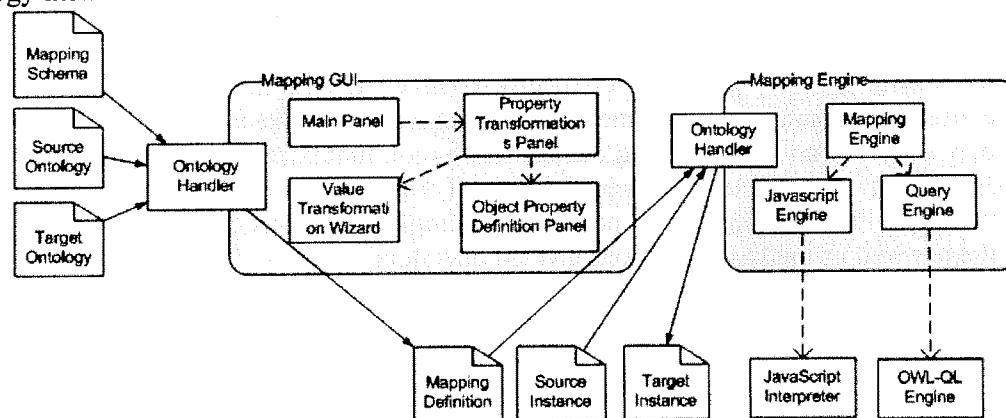 Mapping
Schema
Source
Ontology
Target
Ontology
Ontology
Handler
Mapping GUI
Main Panel
Property
Transformation
s Panel
Value
Transformati
on Wizard
Object Property
Definition Panel
Ontology
Handler
Mapping Engine
Mapping
Engine
Javascript
Engine
Query
Engine
Mapping
Definition
Source
Instance
Target
Instance
JavaScript
Interpreter
OWL-QL
Engine